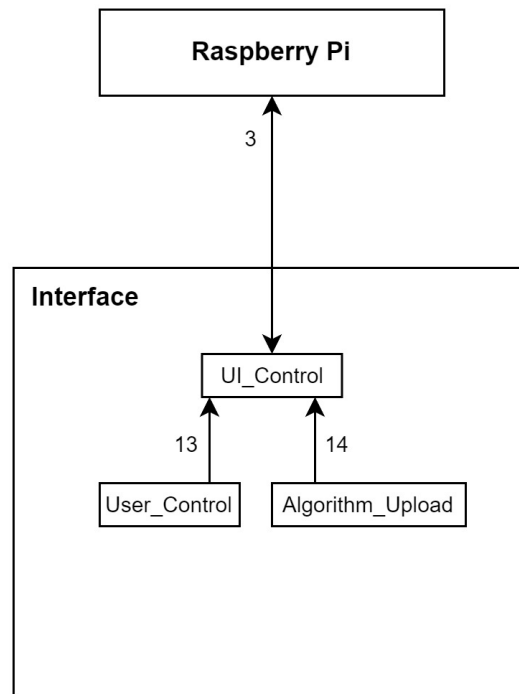 Raspberry Pi
3
Interface
UI_Control
13
14
User_Control
Algorithm_Upload